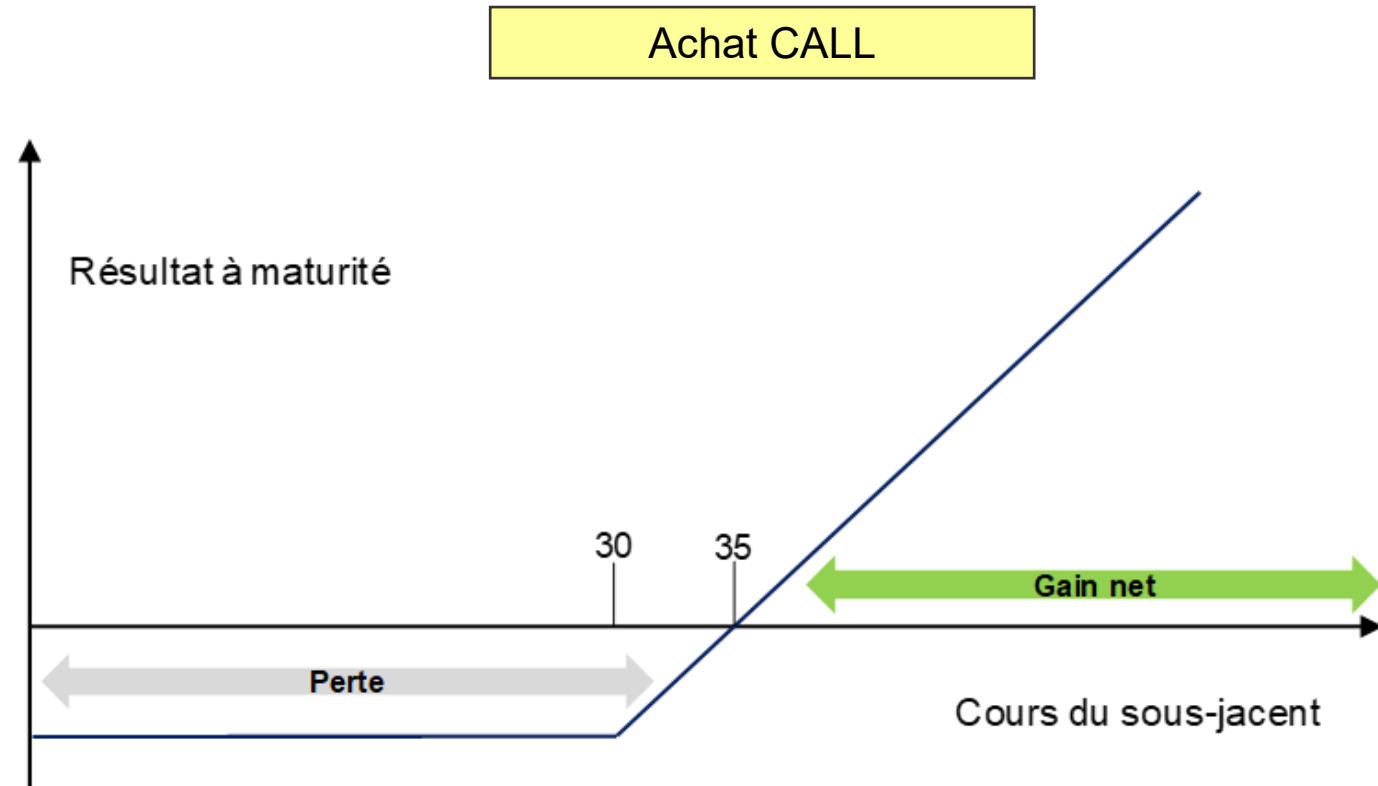 Achat CALL
Résultat à maturité
30
35
Gain net
Perte
Cours du sous-jacent